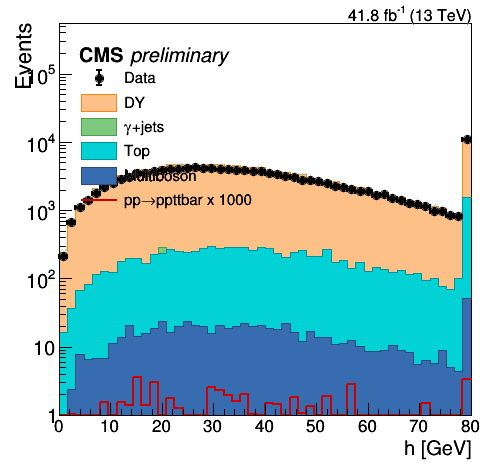 41.8 fb⁻¹ (13 TeV)
Events
CMS preliminary
Data
DY
γ+jets
Top
Multiboson
pp→ppttbar x 1000
10⁵
10⁴
10³
10²
10
1
0 10 20 30 40 50 60 70 80
h [GeV]